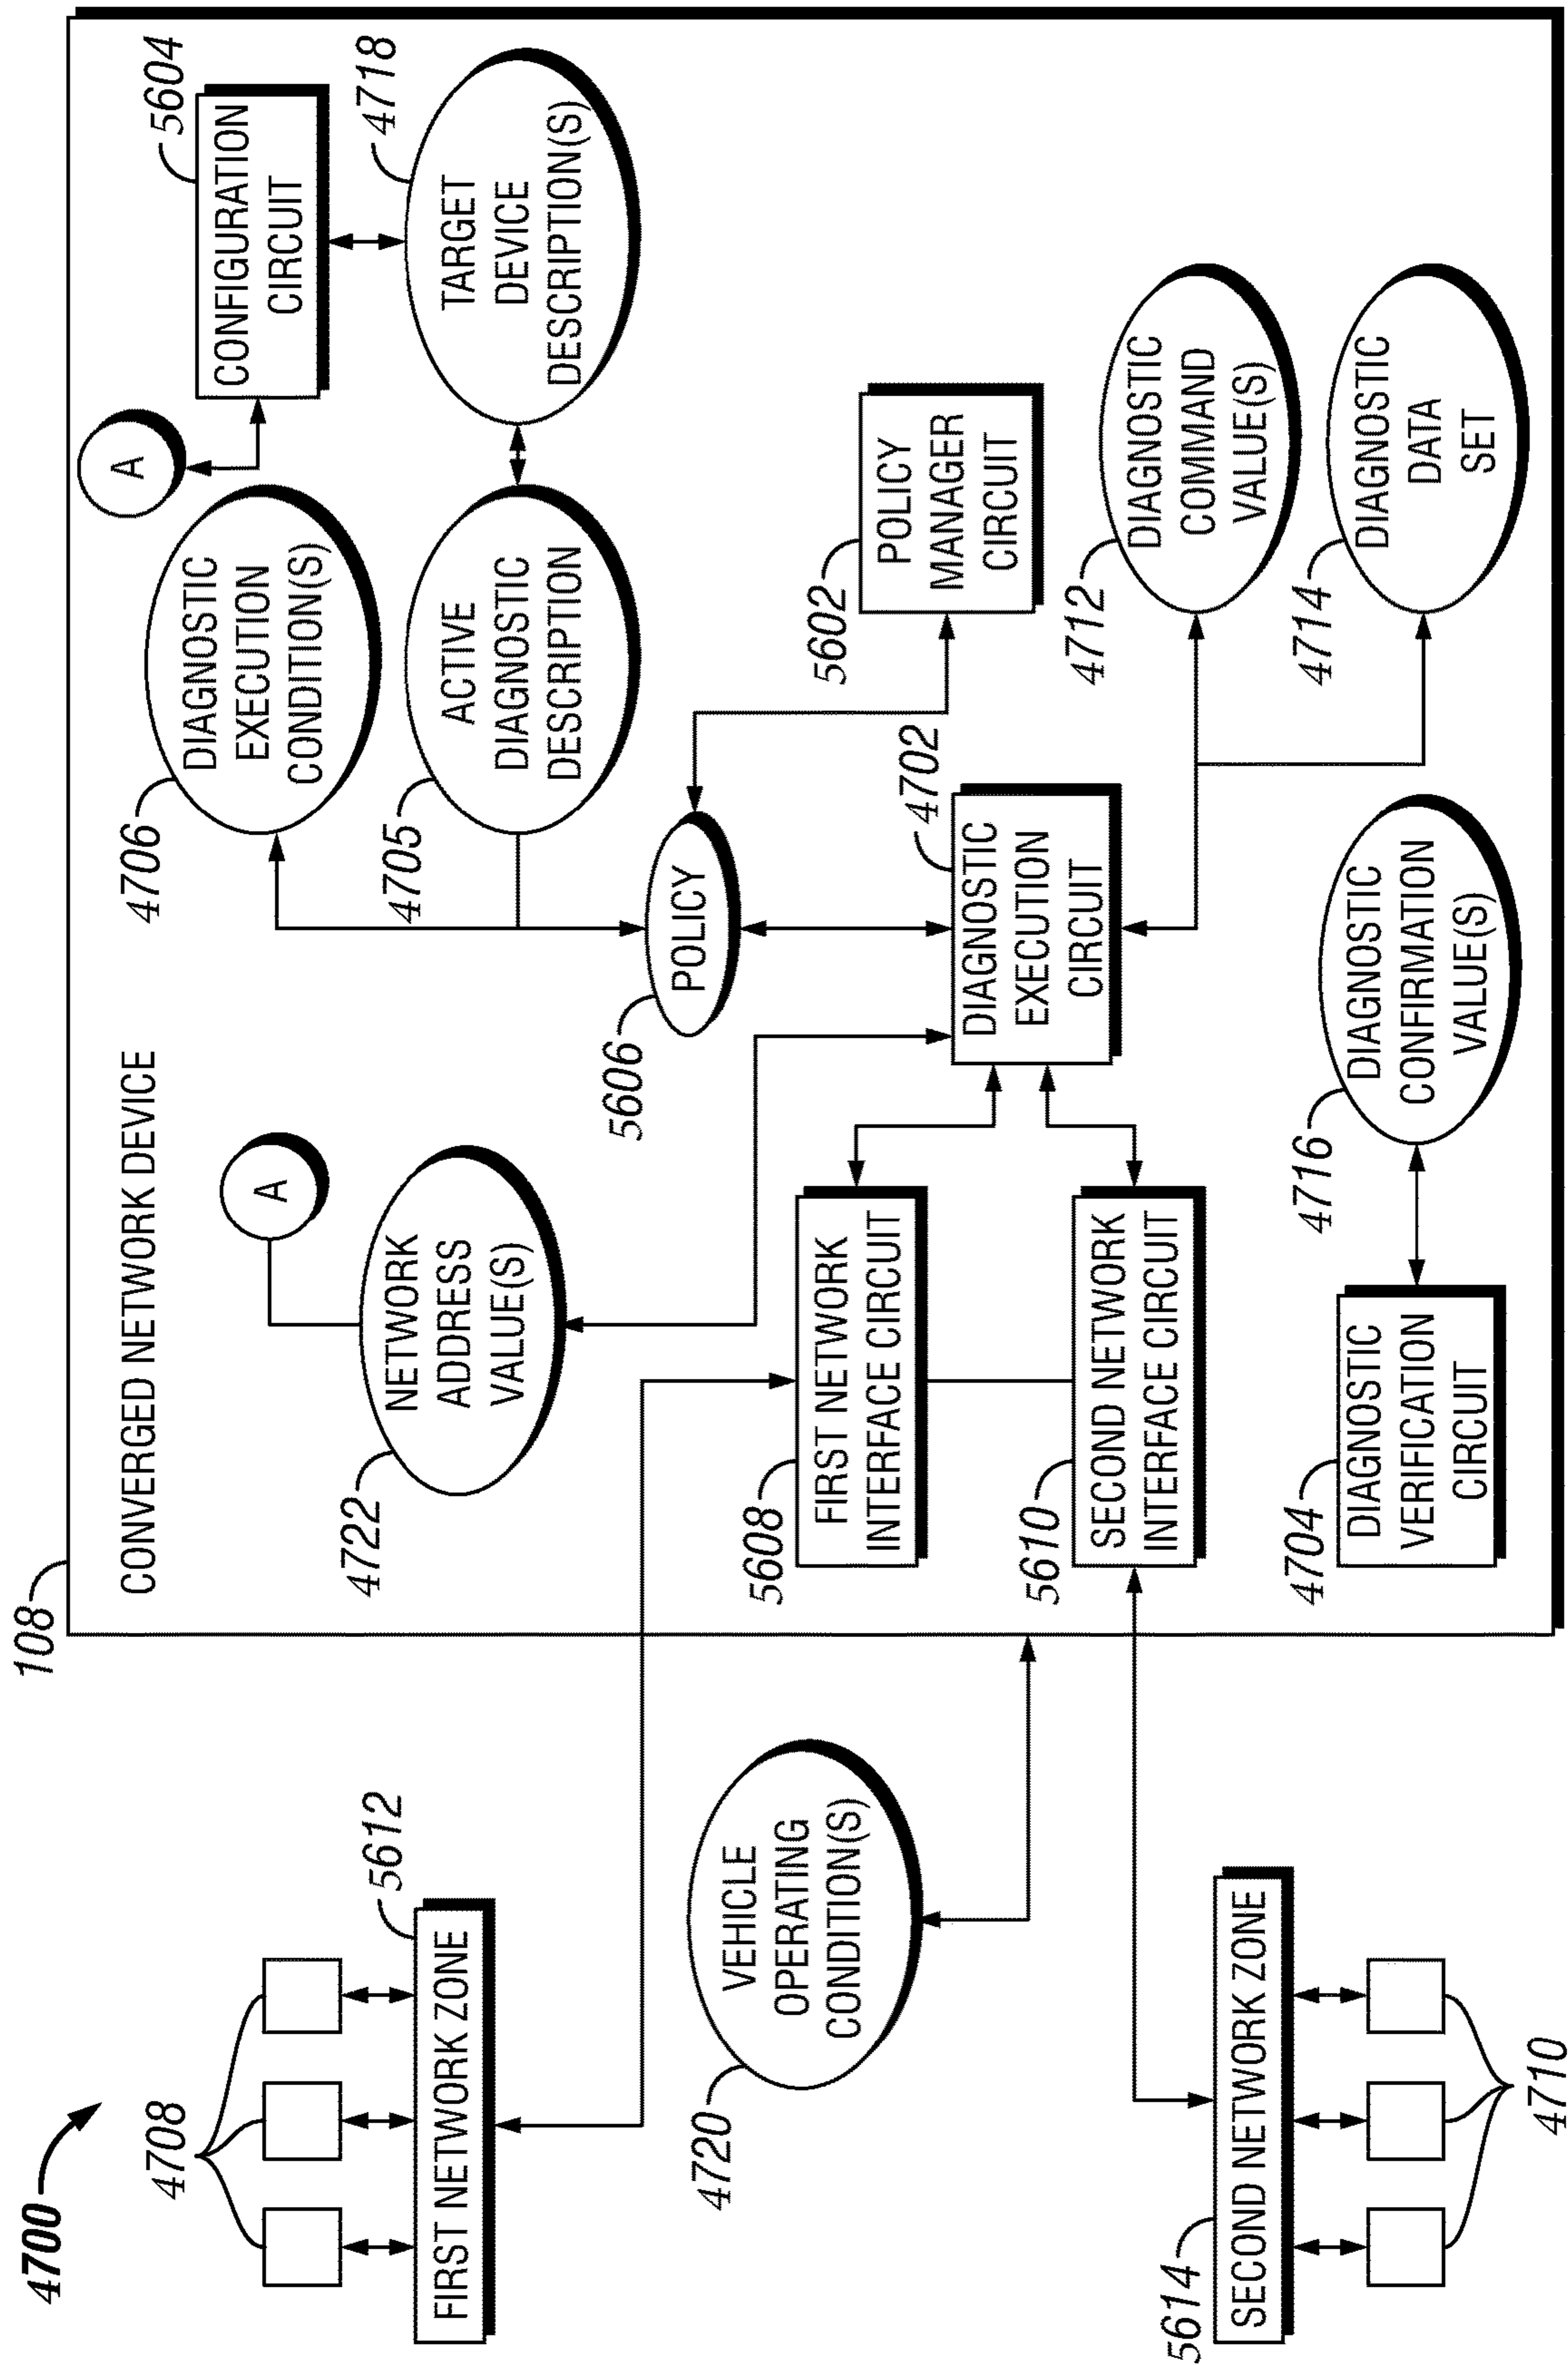 4700
4708
5612
FIRST NETWORK ZONE
4720
VEHICLE
OPERATING
CONDITION(S)
5614
SECOND NETWORK ZONE
4710
108
CONVERGED NETWORK DEVICE
4722
NETWORK
ADDRESS
VALUE(S)
A
5608
FIRST NETWORK
INTERFACE CIRCUIT
5610
SECOND NETWORK
INTERFACE CIRCUIT
4704
DIAGNOSTIC
VERIFICATION
CIRCUIT
4716
DIAGNOSTIC
CONFIRMATION
VALUE(S)
5606
POLICY
4702
DIAGNOSTIC
EXECUTION
CIRCUIT
4706
DIAGNOSTIC
EXECUTION
CONDITION(S)
4705
ACTIVE
DIAGNOSTIC
DESCRIPTION
A
5604
CONFIGURATION
CIRCUIT
4718
TARGET
DEVICE
DESCRIPTION(S)
5602
POLICY
MANAGER
CIRCUIT
4712
DIAGNOSTIC
COMMAND
VALUE(S)
4714
DIAGNOSTIC
DATA
SET